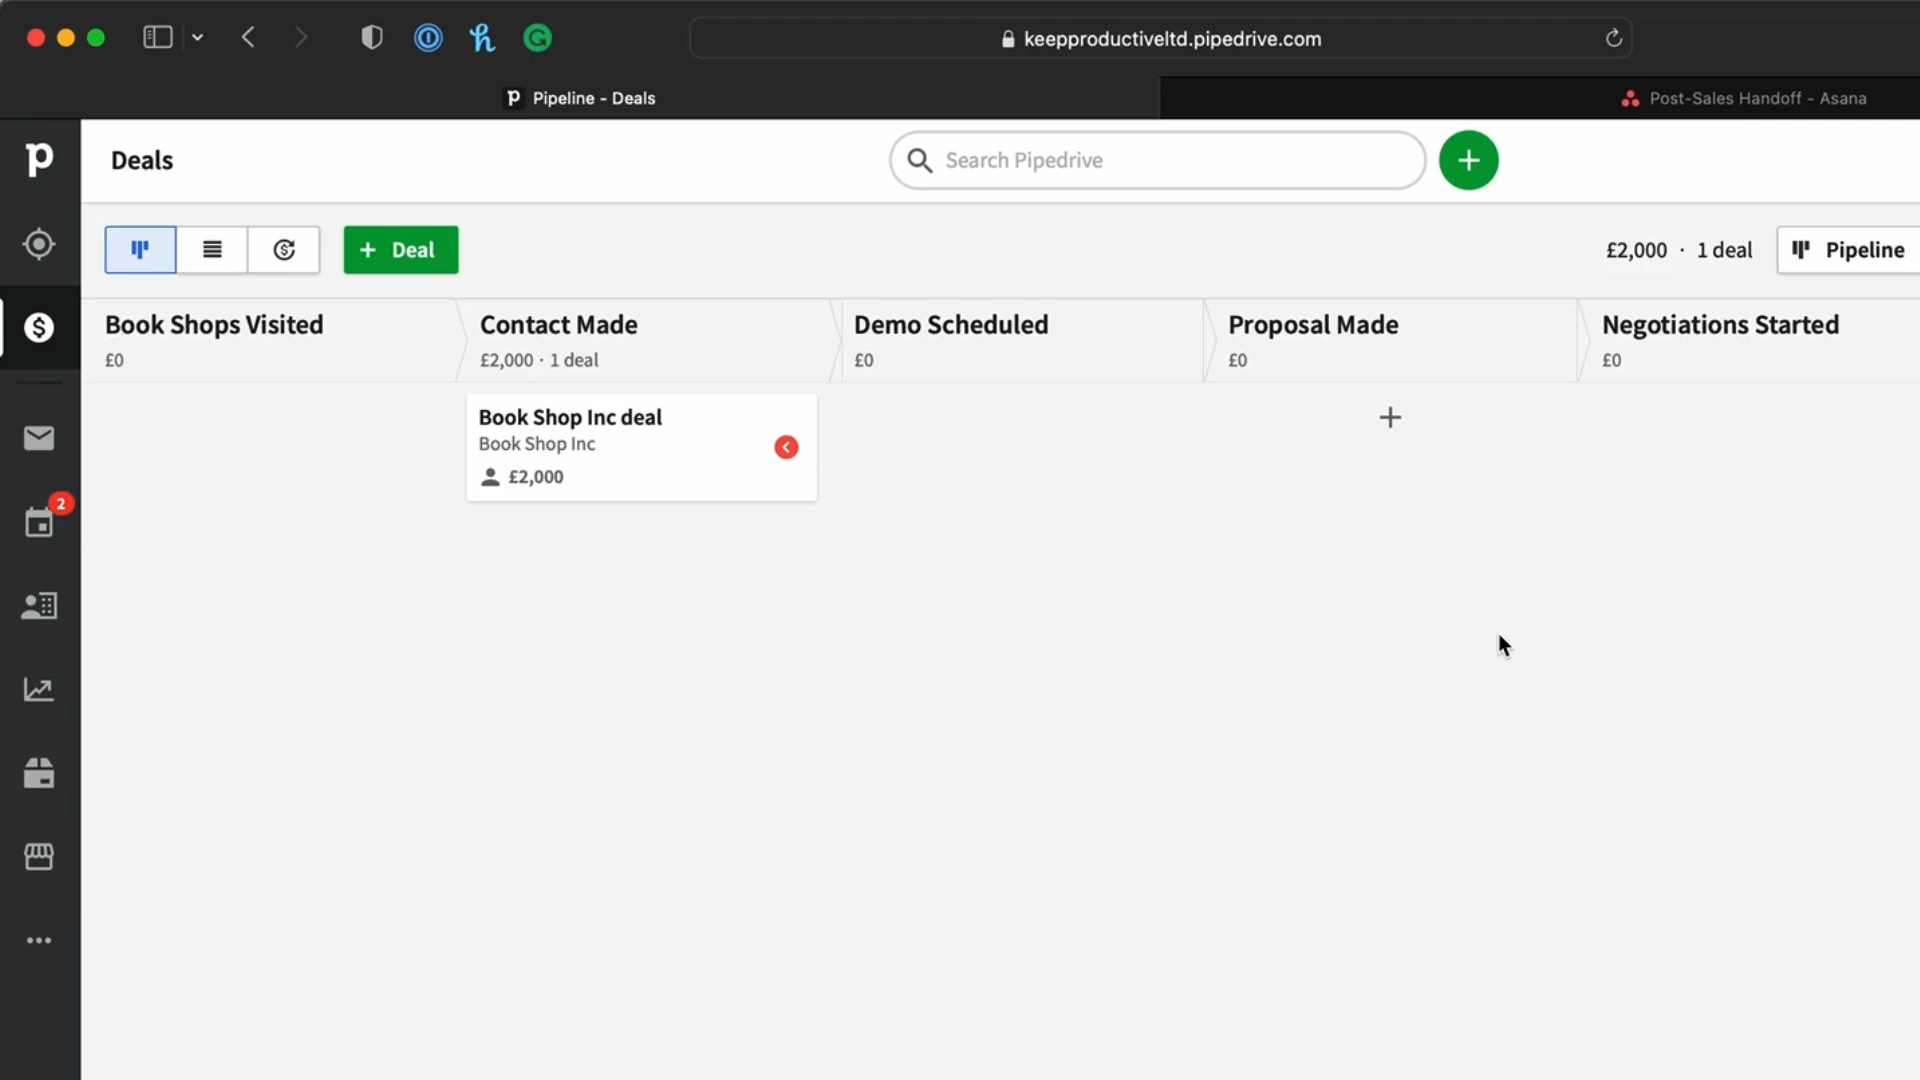 keepproductiveltd.pipedrive.com
Pipeline - Deals
Post-Sales Handoff - Asana
p
Deals
Search Pipedrive
+ Deal
£2,000 · 1 deal
Pipeline
Book Shops Visited
£0
Contact Made
£2,000 · 1 deal
Demo Scheduled
£0
Proposal Made
£0
Negotiations Started
£0
Book Shop Inc deal
Book Shop Inc
£2,000
2